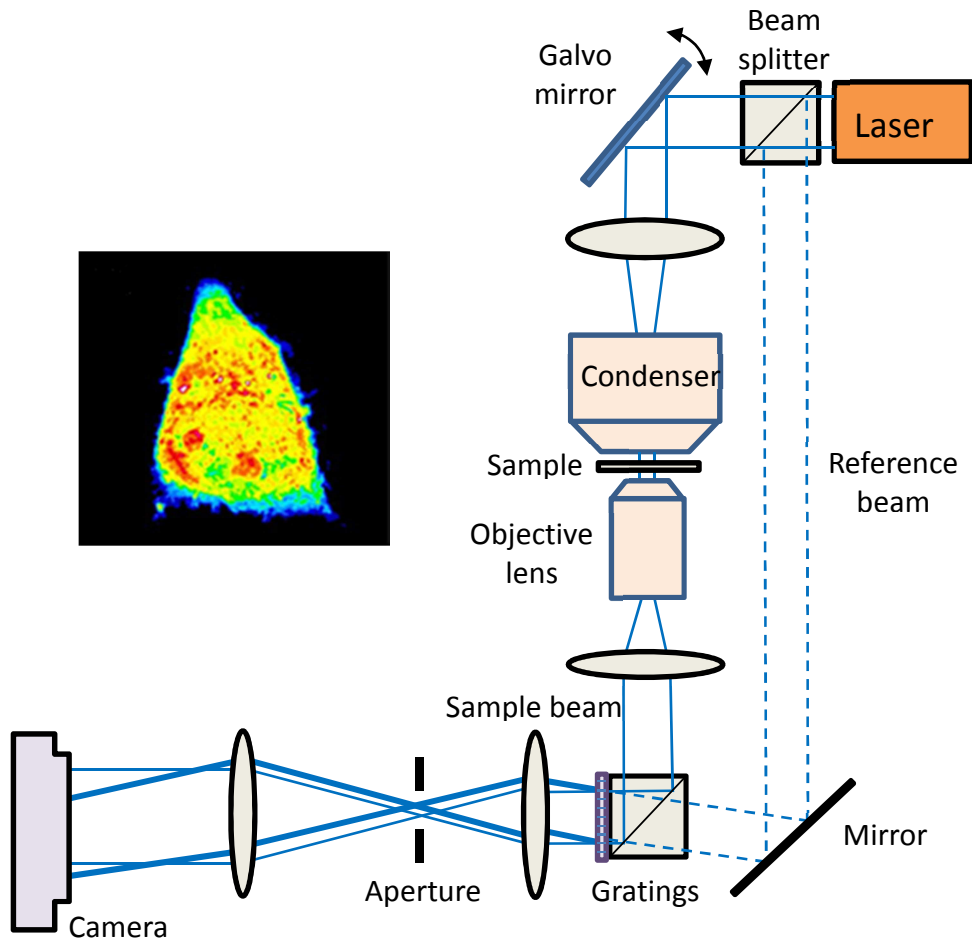 Beam
splitter
Galvo
mirror
Laser
Condenser
Sample
Reference
beam
Objective
lens
Sample beam
Mirror
Aperture
Gratings
Camera